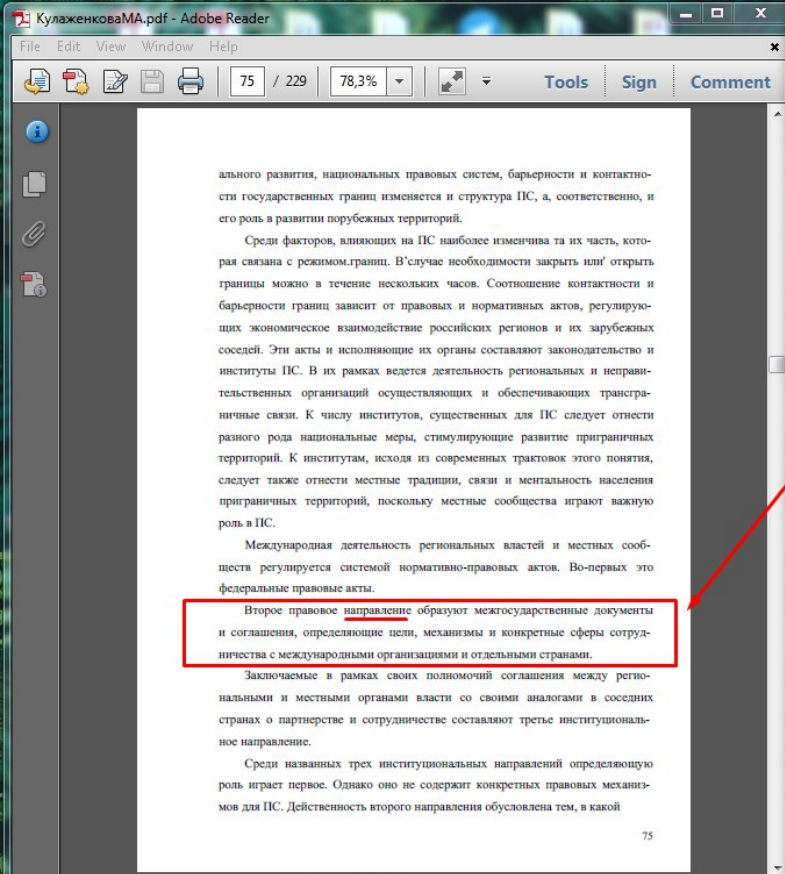 КулаженковаМА.pdf - Adobe Reader
File Edit View Window Help
75 / 229 78,3% Tools Sign Comment
ального развития, национальных правовых систем, барьерности и контактно-
сти государственных границ изменяется и структура ПС, а, соответственно, и
его роль в развитии порубежных территорий.
Среди факторов, влияющих на ПС наиболее изменчива та их часть, кото-
рая связана с режимом.границ. В'случае необходимости закрыть или' открыть
границы можно в течение нескольких часов. Соотношение контактности и
барьерности границ зависит от правовых и нормативных актов, регулирую-
щих экономическое взаимодействие российских регионов и их зарубежных
соседей. Эти акты и исполняющие их органы составляют законодательство и
институты ПС. В их рамках ведется деятельность региональных и неправи-
тельственных организаций осуществляющих и обеспечивающих трансгра-
ничные связи. К числу институтов, существенных для ПС следует отнести
разного рода национальные меры, стимулирующие развитие приграничных
территорий. К институтам, исходя из современных трактовок этого понятия,
следует также отнести местные традиции, связи и ментальность населения
приграничных территорий, поскольку местные сообщества играют важную
роль в ПС.
Международная деятельность региональных властей и местных сооб-
ществ регулируется системой нормативно-правовых актов. Во-первых это
федеральные правовые акты.
Второе правовое направление образуют межгосударственные документы
и соглашения, определяющие цели, механизмы и конкретные сферы сотруд-
ничества с международными организациями и отдельными странами.
Заключаемые в рамках своих полномочий соглашения между регио-
нальными и местными органами власти со своими аналогами в соседних
странах о партнерстве и сотрудничестве составляют третье институциональ-
ное направление.
Среди названных трех институциональных направлений определяющую
роль играет первое. Однако оно не содержит конкретных правовых механиз-
мов для ПС. Действенность второго направления обусловлена тем, в какой
75